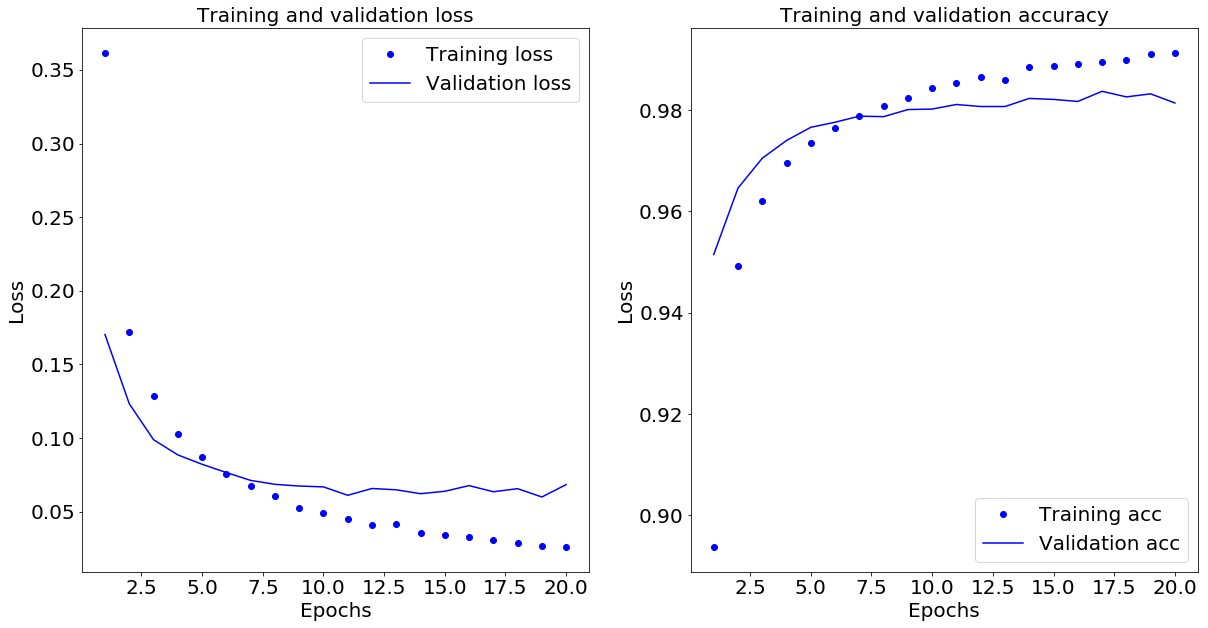 Training and validation loss
Training loss
Validation loss
0.35
0.30
0.25
0.20
0.15
0.10
0.05
Loss
2.5 5.0 7.5 10.0 12.5 15.0 17.5 20.0
Epochs
Training and validation accuracy
0.98
0.96
0.94
0.92
0.90
Loss
Training acc
Validation acc
2.5 5.0 7.5 10.0 12.5 15.0 17.5 20.0
Epochs